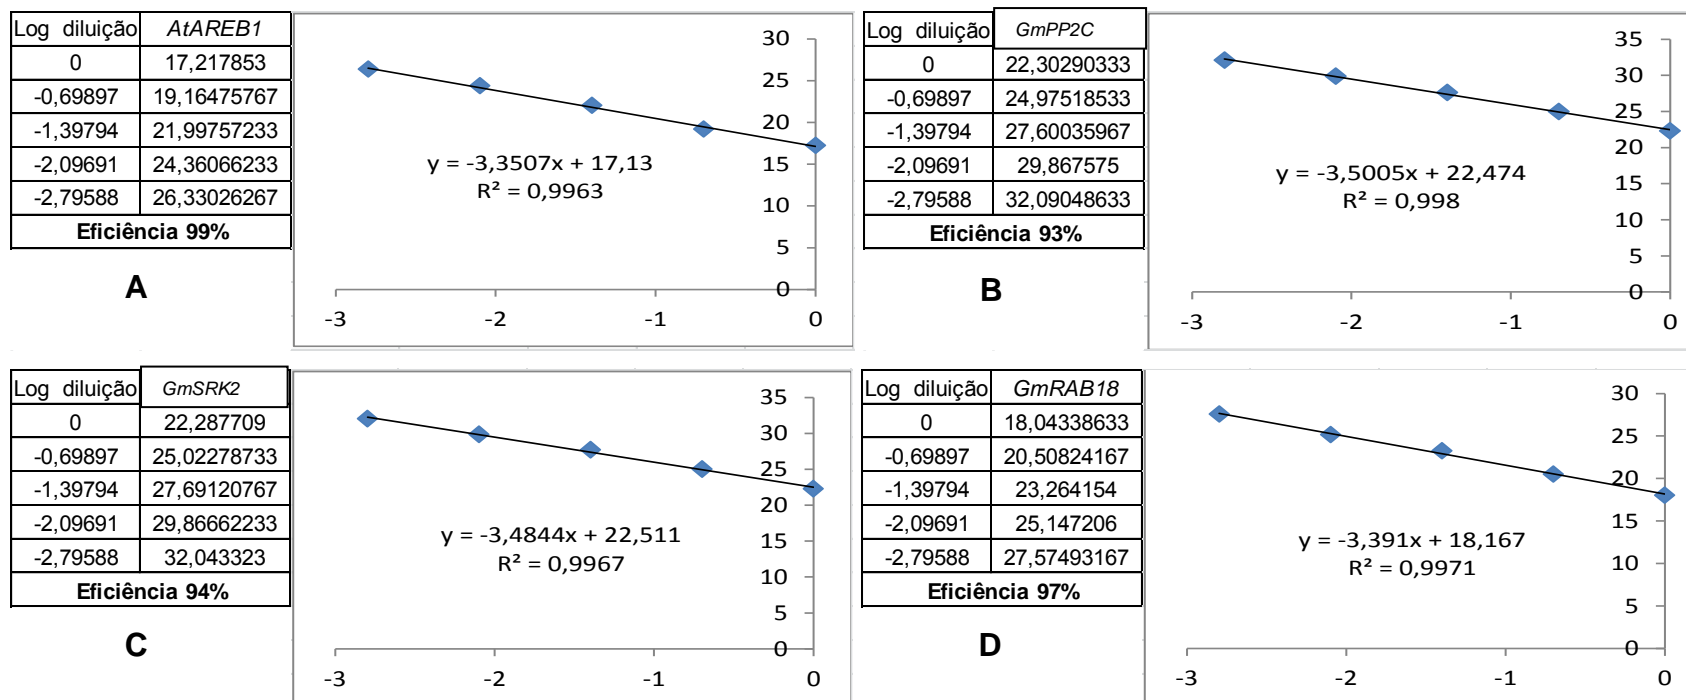 Log diluição AtAREB1
0 17,217853
-0,69897 19,16475767
-1,39794 21,99757233
-2,09691 24,36066233
-2,79588 26,33026267
Eficiência 99%
A
30
25
20
15
10
5
0
y = -3,3507x + 17,13
R² = 0,9963
-3 -2 -1 0
Log diluição GmPP2C
0 22,30290333
-0,69897 24,97518533
-1,39794 27,60035967
-2,09691 29,867575
-2,79588 32,09048633
Eficiência 93%
B
35
30
25
20
15
10
5
0
y = -3,5005x + 22,474
R² = 0,998
-3 -2 -1 0
Log diluição GmSRK2
0 22,287709
-0,69897 25,02278733
-1,39794 27,69120767
-2,09691 29,86662233
-2,79588 32,043323
Eficiência 94%
C
35
30
25
20
15
10
5
0
y = -3,4844x + 22,511
R² = 0,9967
-3 -2 -1 0
Log diluição GmRAB18
0 18,04338633
-0,69897 20,50824167
-1,39794 23,264154
-2,09691 25,147206
-2,79588 27,57493167
Eficiência 97%
D
30
25
20
15
10
5
0
y = -3,391x + 18,167
R² = 0,9971
-3 -2 -1 0